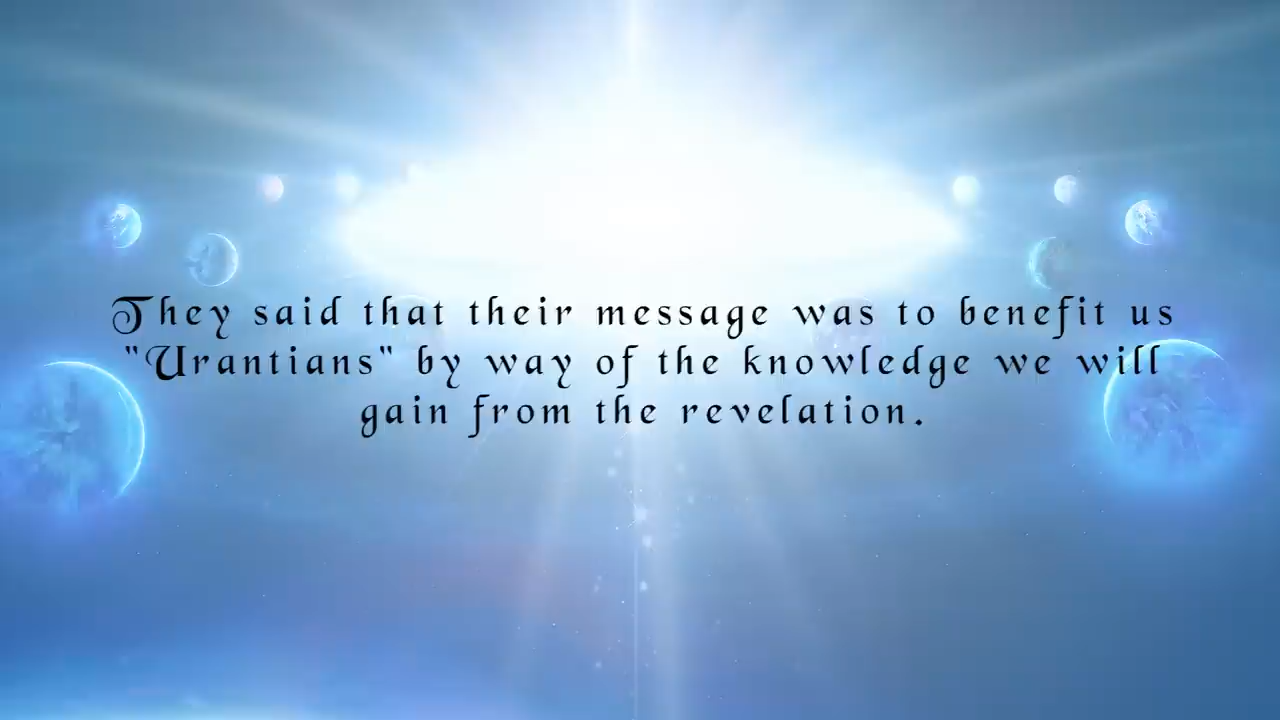 They said that their message was to benefit us
"Urantians" by way of the knowledge we will
gain from the revelation.